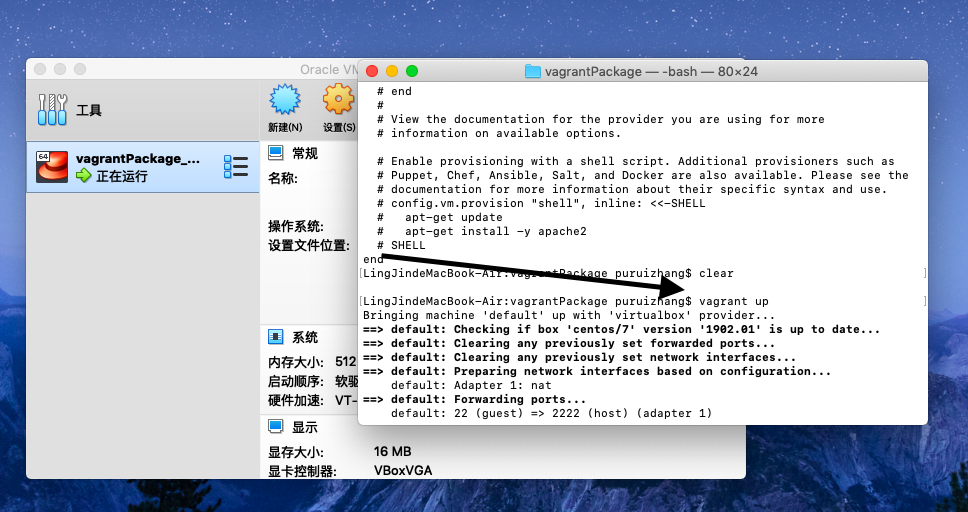 Oracle VM
工具
新建(N)
设置(S)
64
vagrantPackage_...
正在运行
常规
名称:
操作系统:
设置文件位置:
系统
内存大小: 512
启动顺序: 软驱
硬件加速: VT-
显示
显存大小: 16 MB
显卡控制器: VBoxVGA
vagrantPackage — -bash — 80×24
# end
#
# View the documentation for the provider you are using for more
# information on available options.
# Enable provisioning with a shell script. Additional provisioners such as
# Puppet, Chef, Ansible, Salt, and Docker are also available. Please see the
# documentation for more information about their specific syntax and use.
# config.vm.provision "shell", inline: <<-SHELL
#   apt-get update
#   apt-get install -y apache2
# SHELL
end
[LingJindeMacBook-Air:vagrantPackage puruizhang$ clear ]
[LingJindeMacBook-Air:vagrantPackage puruizhang$ vagrant up ]
Bringing machine 'default' up with 'virtualbox' provider...
==> default: Checking if box 'centos/7' version '1902.01' is up to date...
==> default: Clearing any previously set forwarded ports...
==> default: Clearing any previously set network interfaces...
==> default: Preparing network interfaces based on configuration...
default: Adapter 1: nat
==> default: Forwarding ports...
default: 22 (guest) => 2222 (host) (adapter 1)